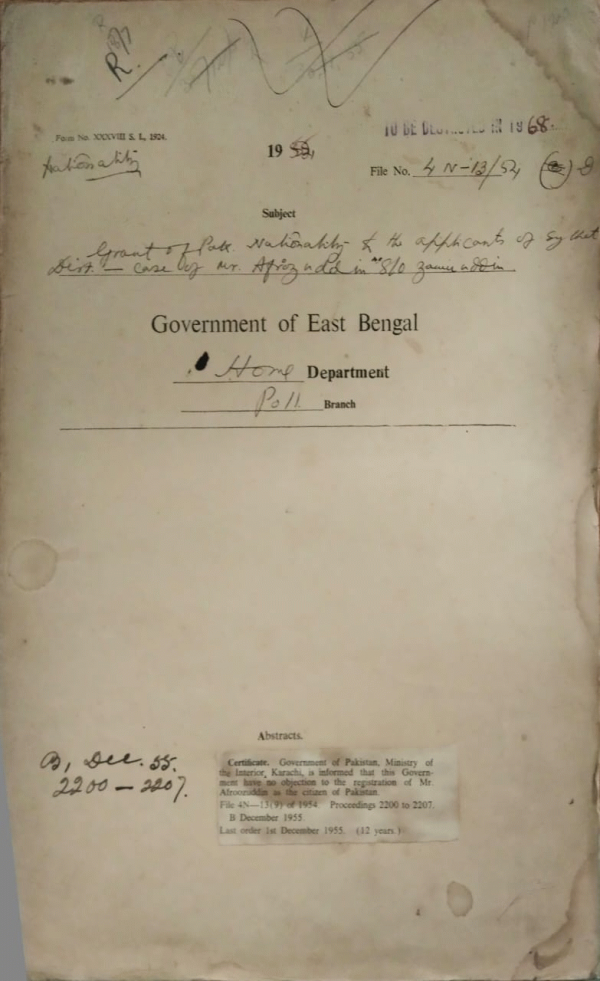 R.
Form No. XXXVIII S. I., 1924.
TO BE DESTROYED IN 1968.
Nationality
19 54,
File No. 4 N-13/54
Subject
Grant of Pak. Nationality to the applicants of Sylhet
Dist. — case of Mr. Afrozuddin S/O
Government of East Bengal
Home Department
Poll. Branch
Abstracts.
B, Dec. 55.
2200 — 2207.
Certificate. Government of Pakistan, Ministry of
the Interior, Karachi, is informed that this Govern-
ment have no objection to the registration of Mr.
Afrozuddin as the citizen of Pakistan.
File 4N—13(9) of 1954. Proceedings 2200 to 2207.
B December 1955.
Last order 1st December 1955. (12 years.)